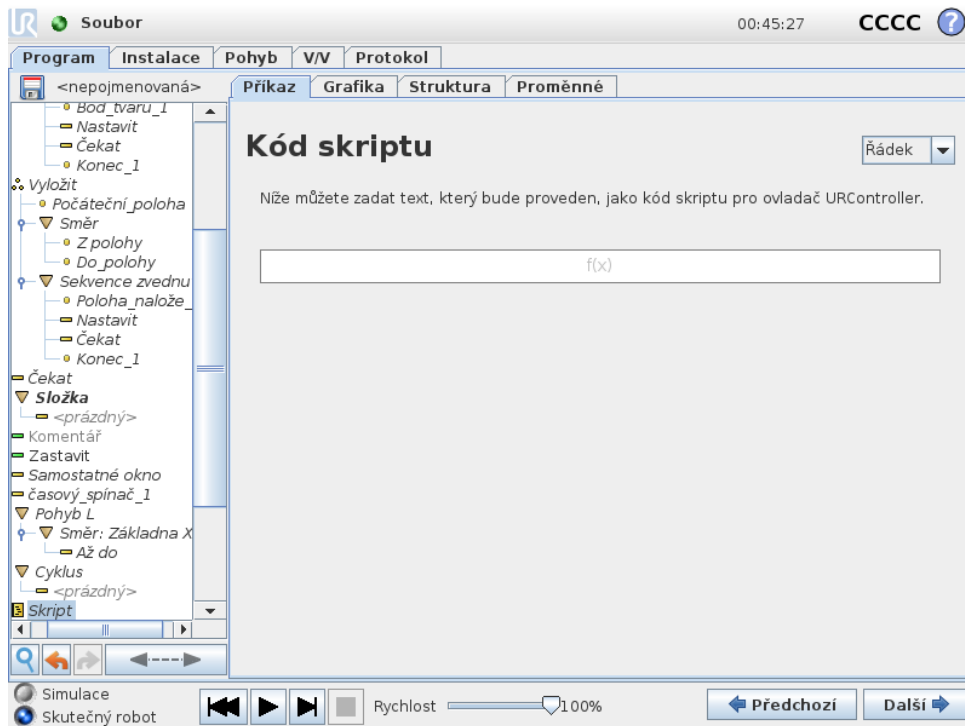 UR Soubor 00:45:27 CCCC ?
Program Instalace Pohyb V/V Protokol
<nepojmenovaná>
Příkaz Grafika Struktura Proměnné
Bod_tvaru_1
Nastavit
Čekat
Konec_1
Vyložit
Počáteční_poloha
Směr
Z polohy
Do_polohy
Sekvence zvednu
Poloha_nalože_
Nastavit
Čekat
Konec_1
Čekat
Složka
<prázdný>
Komentář
Zastavit
Samostatné okno
časový_spínač_1
Pohyb L
Směr: Základna X
Až do
Cyklus
<prázdný>
Skript
Kód skriptu
Řádek
Níže můžete zadat text, který bude proveden, jako kód skriptu pro ovladač URController.
f(x)
Simulace
Skutečný robot
Rychlost 100%
Předchozí Další